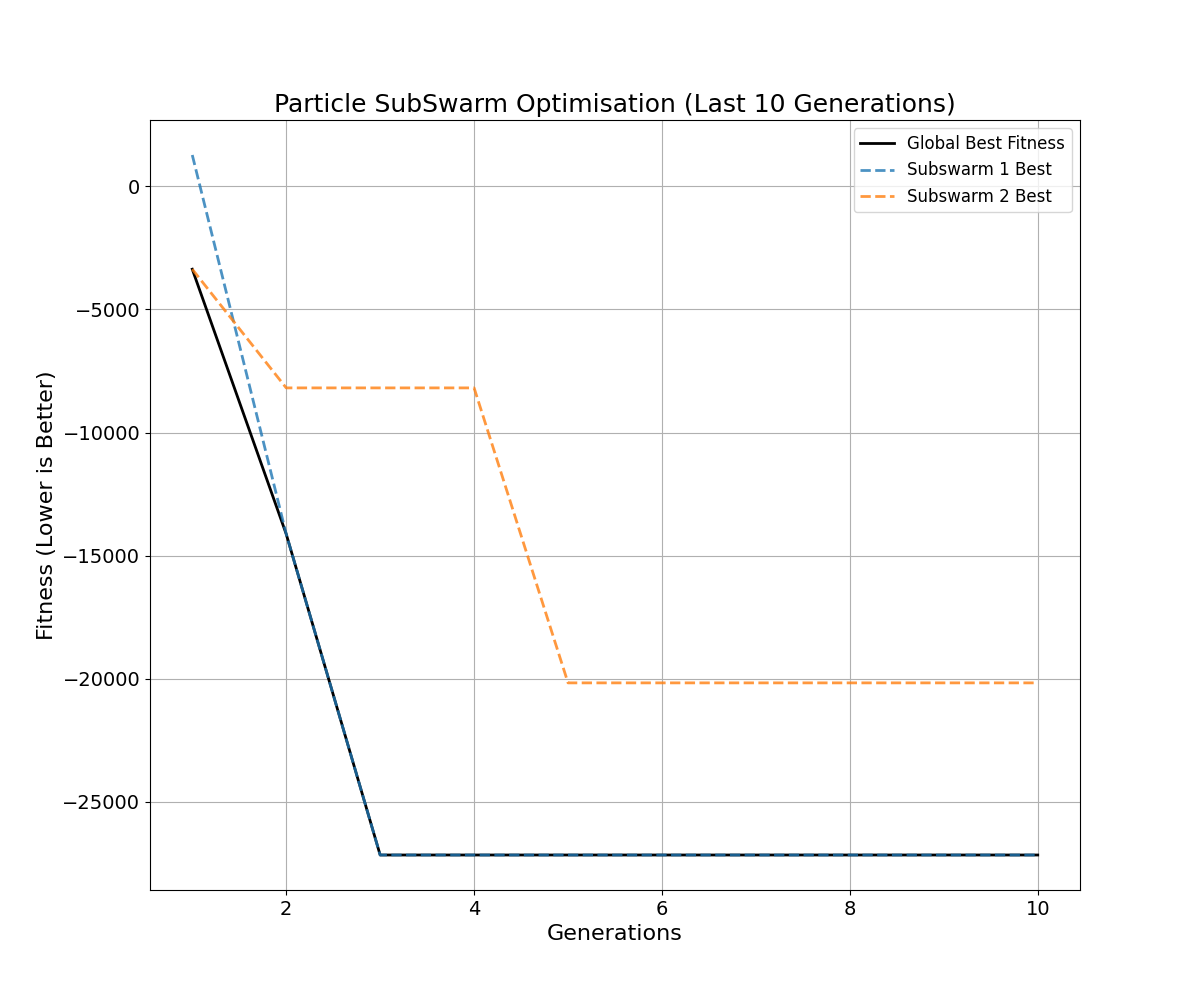 Particle SubSwarm Optimisation (Last 10 Generations)
Global Best Fitness
Subswarm 1 Best
Subswarm 2 Best
Fitness (Lower is Better)
0
−5000
−10000
−15000
−20000
−25000
2 4 6 8 10
Generations